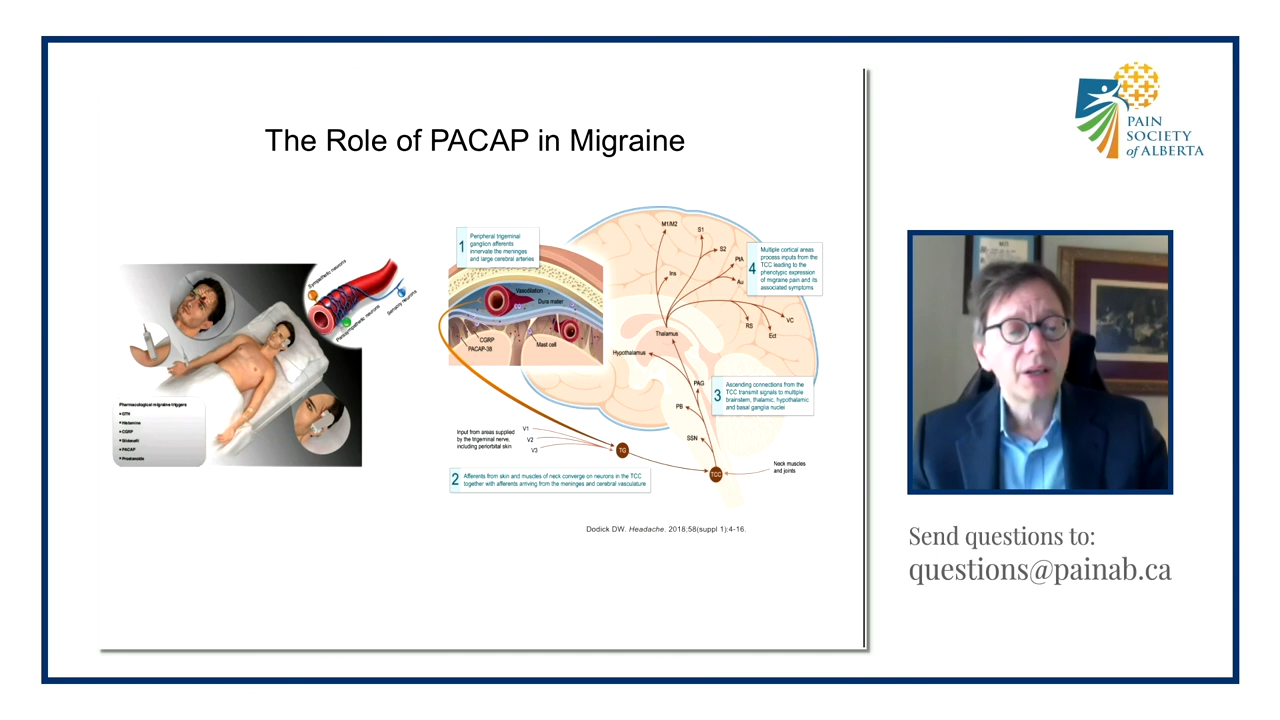 The Role of PACAP in Migraine
Sympathetic neurons
Parasympathetic neurons
Sensory neurons
Pharmacological migraine triggers
• GTN
• Histamine
• CGRP
• Sildenafil
• PACAP
• Prostanoids
1
Peripheral trigeminal
ganglion afferents
innervate the meninges
and large cerebral arteries
Vasodilation
Dura mater
CGRP
PACAP-38
Mast cell
M1/M2
S1
S2
PtA
Ins
Au
RS
Ect
VC
Thalamus
Hypothalamus
4
Multiple cortical areas
process inputs from the
TCC leading to the
phenotypic expression
of migraine pain and its
associated symptoms
PAG
PB
SSN
3
Ascending connections from the
TCC transmit signals to multiple
brainstem, thalamic, hypothalamic
and basal ganglia nuclei
Input from areas supplied
by the trigeminal nerve,
including periorbital skin
V1
V2
V3
TG
TCC
Neck muscles
and joints
2
Afferents from skin and muscles of neck converge on neurons in the TCC
together with afferents arriving from the meninges and cerebral vasculature
Dodick DW. Headache. 2018;58(suppl 1):4-16.
PAIN
SOCIETY
of ALBERTA
Send questions to:
questions@painab.ca